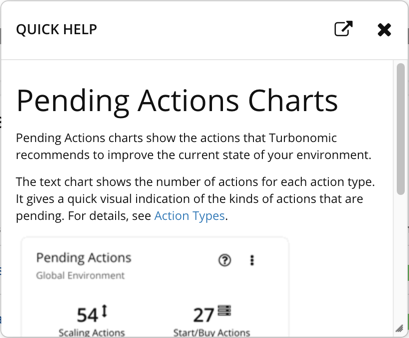 QUICK HELP
Pending Actions Charts
Pending Actions charts show the actions that Turbonomic
recommends to improve the current state of your environment.
The text chart shows the number of actions for each action type.
It gives a quick visual indication of the kinds of actions that are
pending. For details, see Action Types.
Pending Actions
Global Environment
54
27
Scaling Actions
Start/Buy Actions